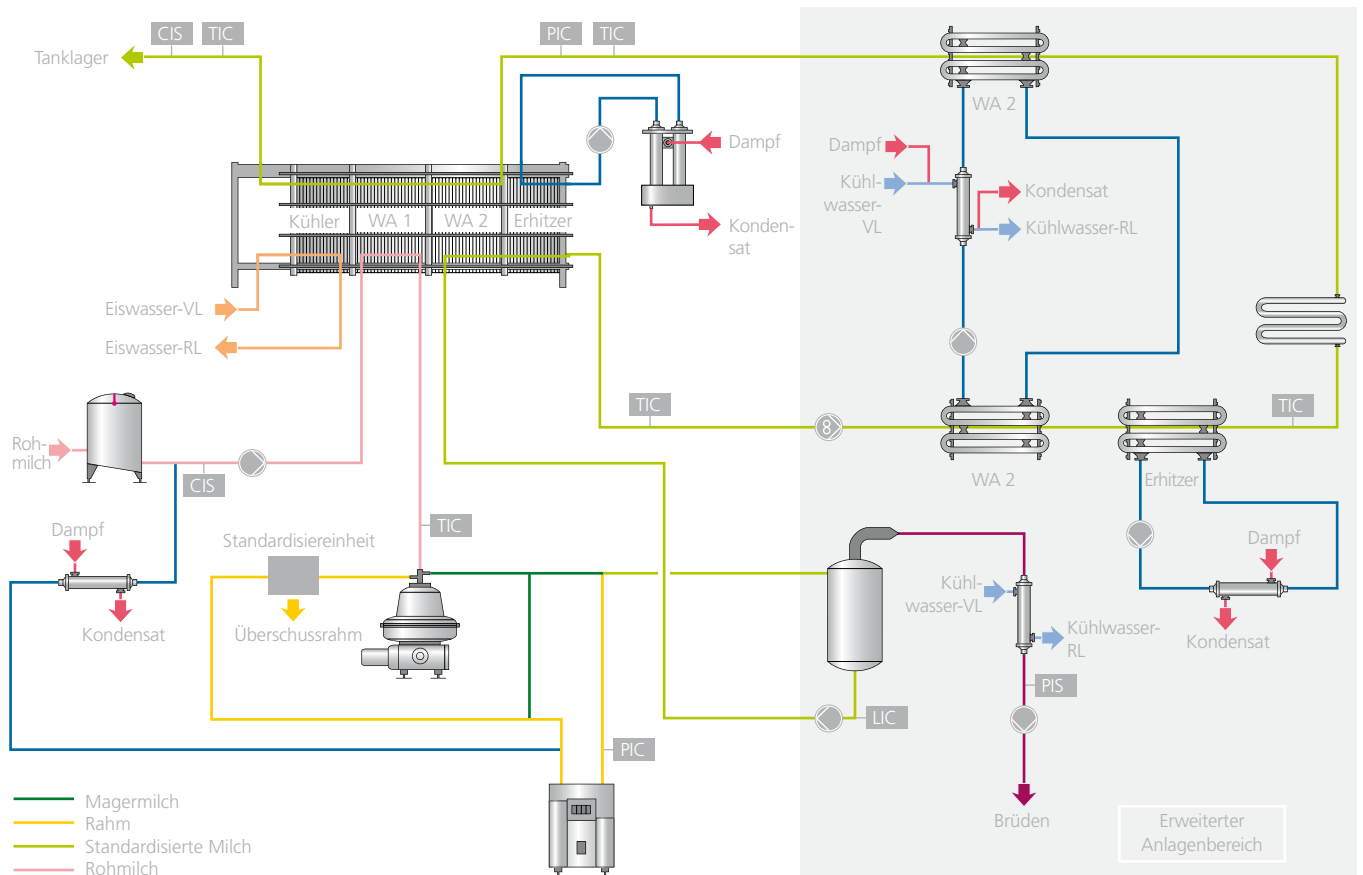 CIS
TIC
PIC
TIC
Tanklager
WA 2
Dampf
Dampf
Kühl-
wasser-
VL
Kondensat
Kühlwasser-RL
Konden-
sat
Kühler
WA 1
WA 2
Erhitzer
Eiswasser-VL
Eiswasser-RL
TIC
8
TIC
Roh-
milch
CIS
WA 2
Erhitzer
TIC
Dampf
Standardisiereinheit
Dampf
Kühl-
wasser-VL
Kondensat
Überschussrahm
Kühlwasser-
RL
Kondensat
PIS
LIC
PIC
Brüden
Erweiterter
Anlagenbereich
Magermilch
Rahm
Standardisierte Milch
Rohmilch